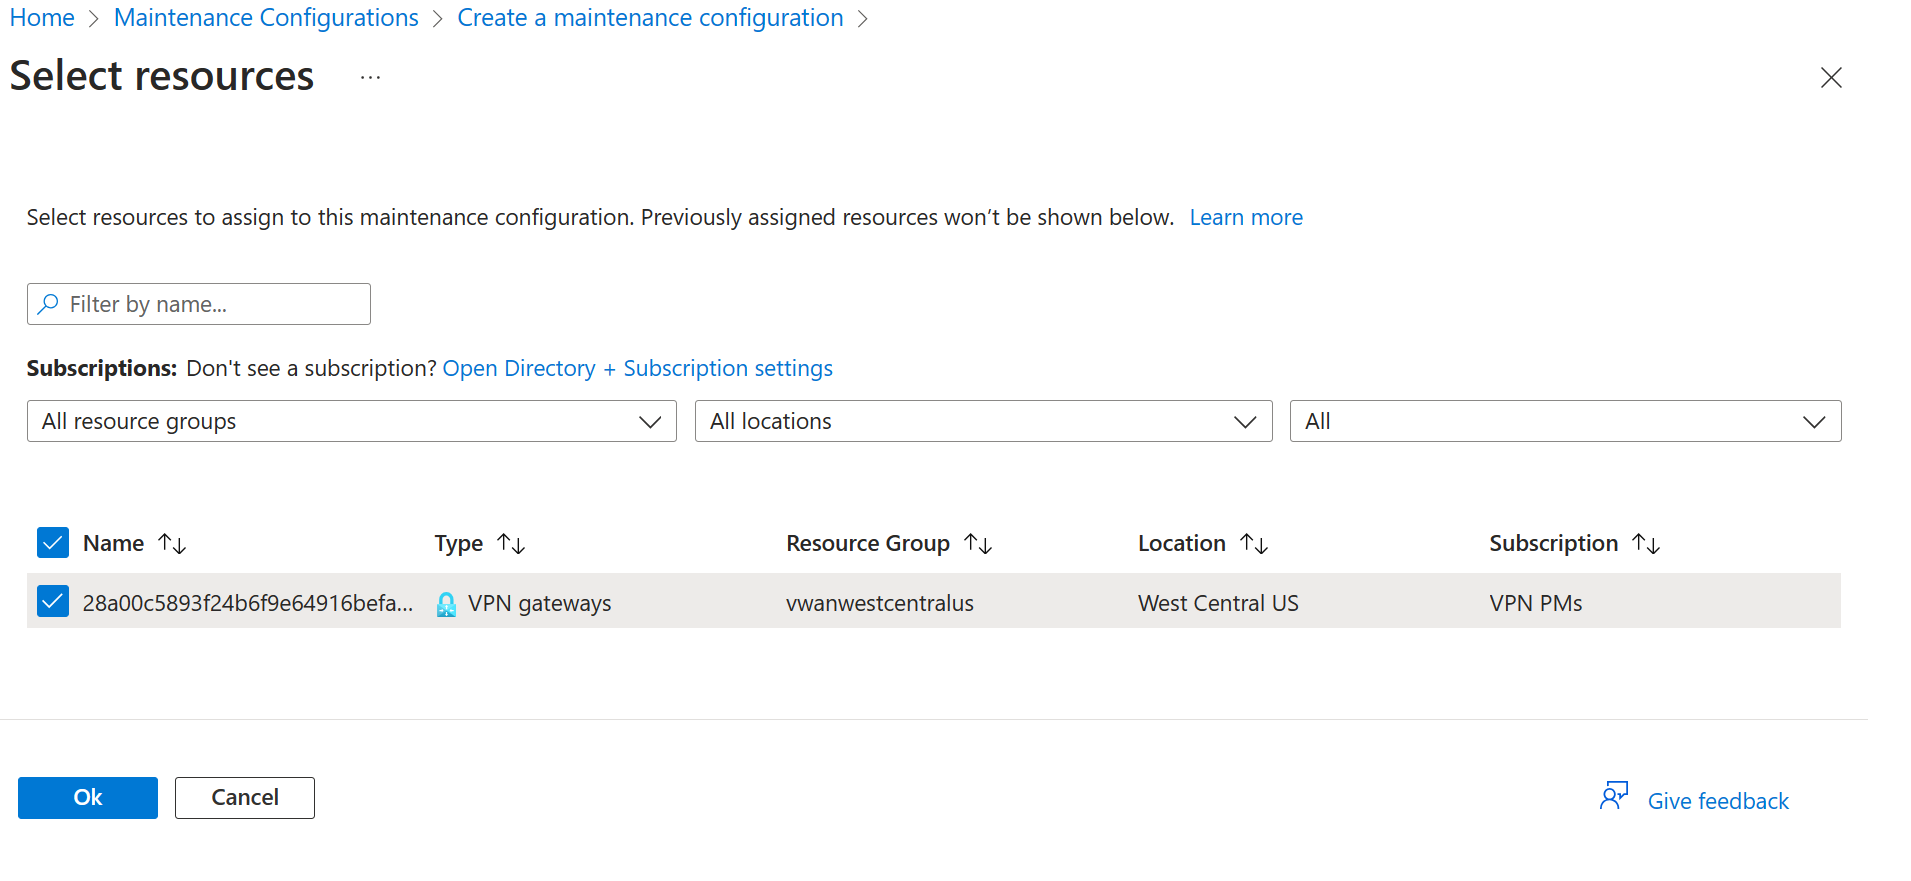 Home > Maintenance Configurations > Create a maintenance configuration >
Select resources ...
Select resources to assign to this maintenance configuration. Previously assigned resources won’t be shown below. Learn more
Filter by name...
Subscriptions: Don't see a subscription? Open Directory + Subscription settings
All resource groups All locations All
Name ↑↓ Type ↑↓ Resource Group ↑↓ Location ↑↓ Subscription ↑↓
28a00c5893f24b6f9e64916befa... VPN gateways vwanwestcentralus West Central US VPN PMs
Ok Cancel Give feedback